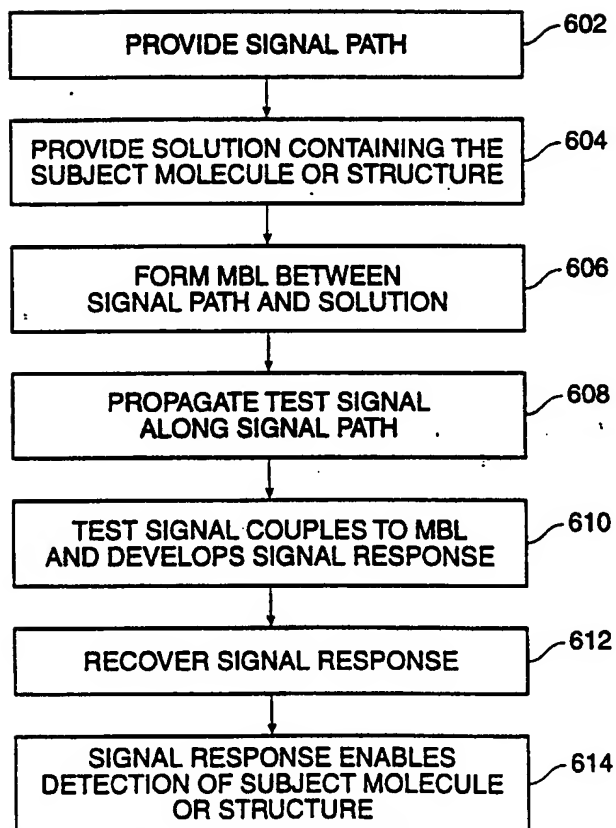 PROVIDE SIGNAL PATH
602
PROVIDE SOLUTION CONTAINING THE
SUBJECT MOLECULE OR STRUCTURE
604
FORM MBL BETWEEN
SIGNAL PATH AND SOLUTION
606
PROPAGATE TEST SIGNAL
ALONG SIGNAL PATH
608
TEST SIGNAL COUPLES TO MBL
AND DEVELOPS SIGNAL RESPONSE
610
RECOVER SIGNAL RESPONSE
612
SIGNAL RESPONSE ENABLES
DETECTION OF SUBJECT MOLECULE
OR STRUCTURE
614